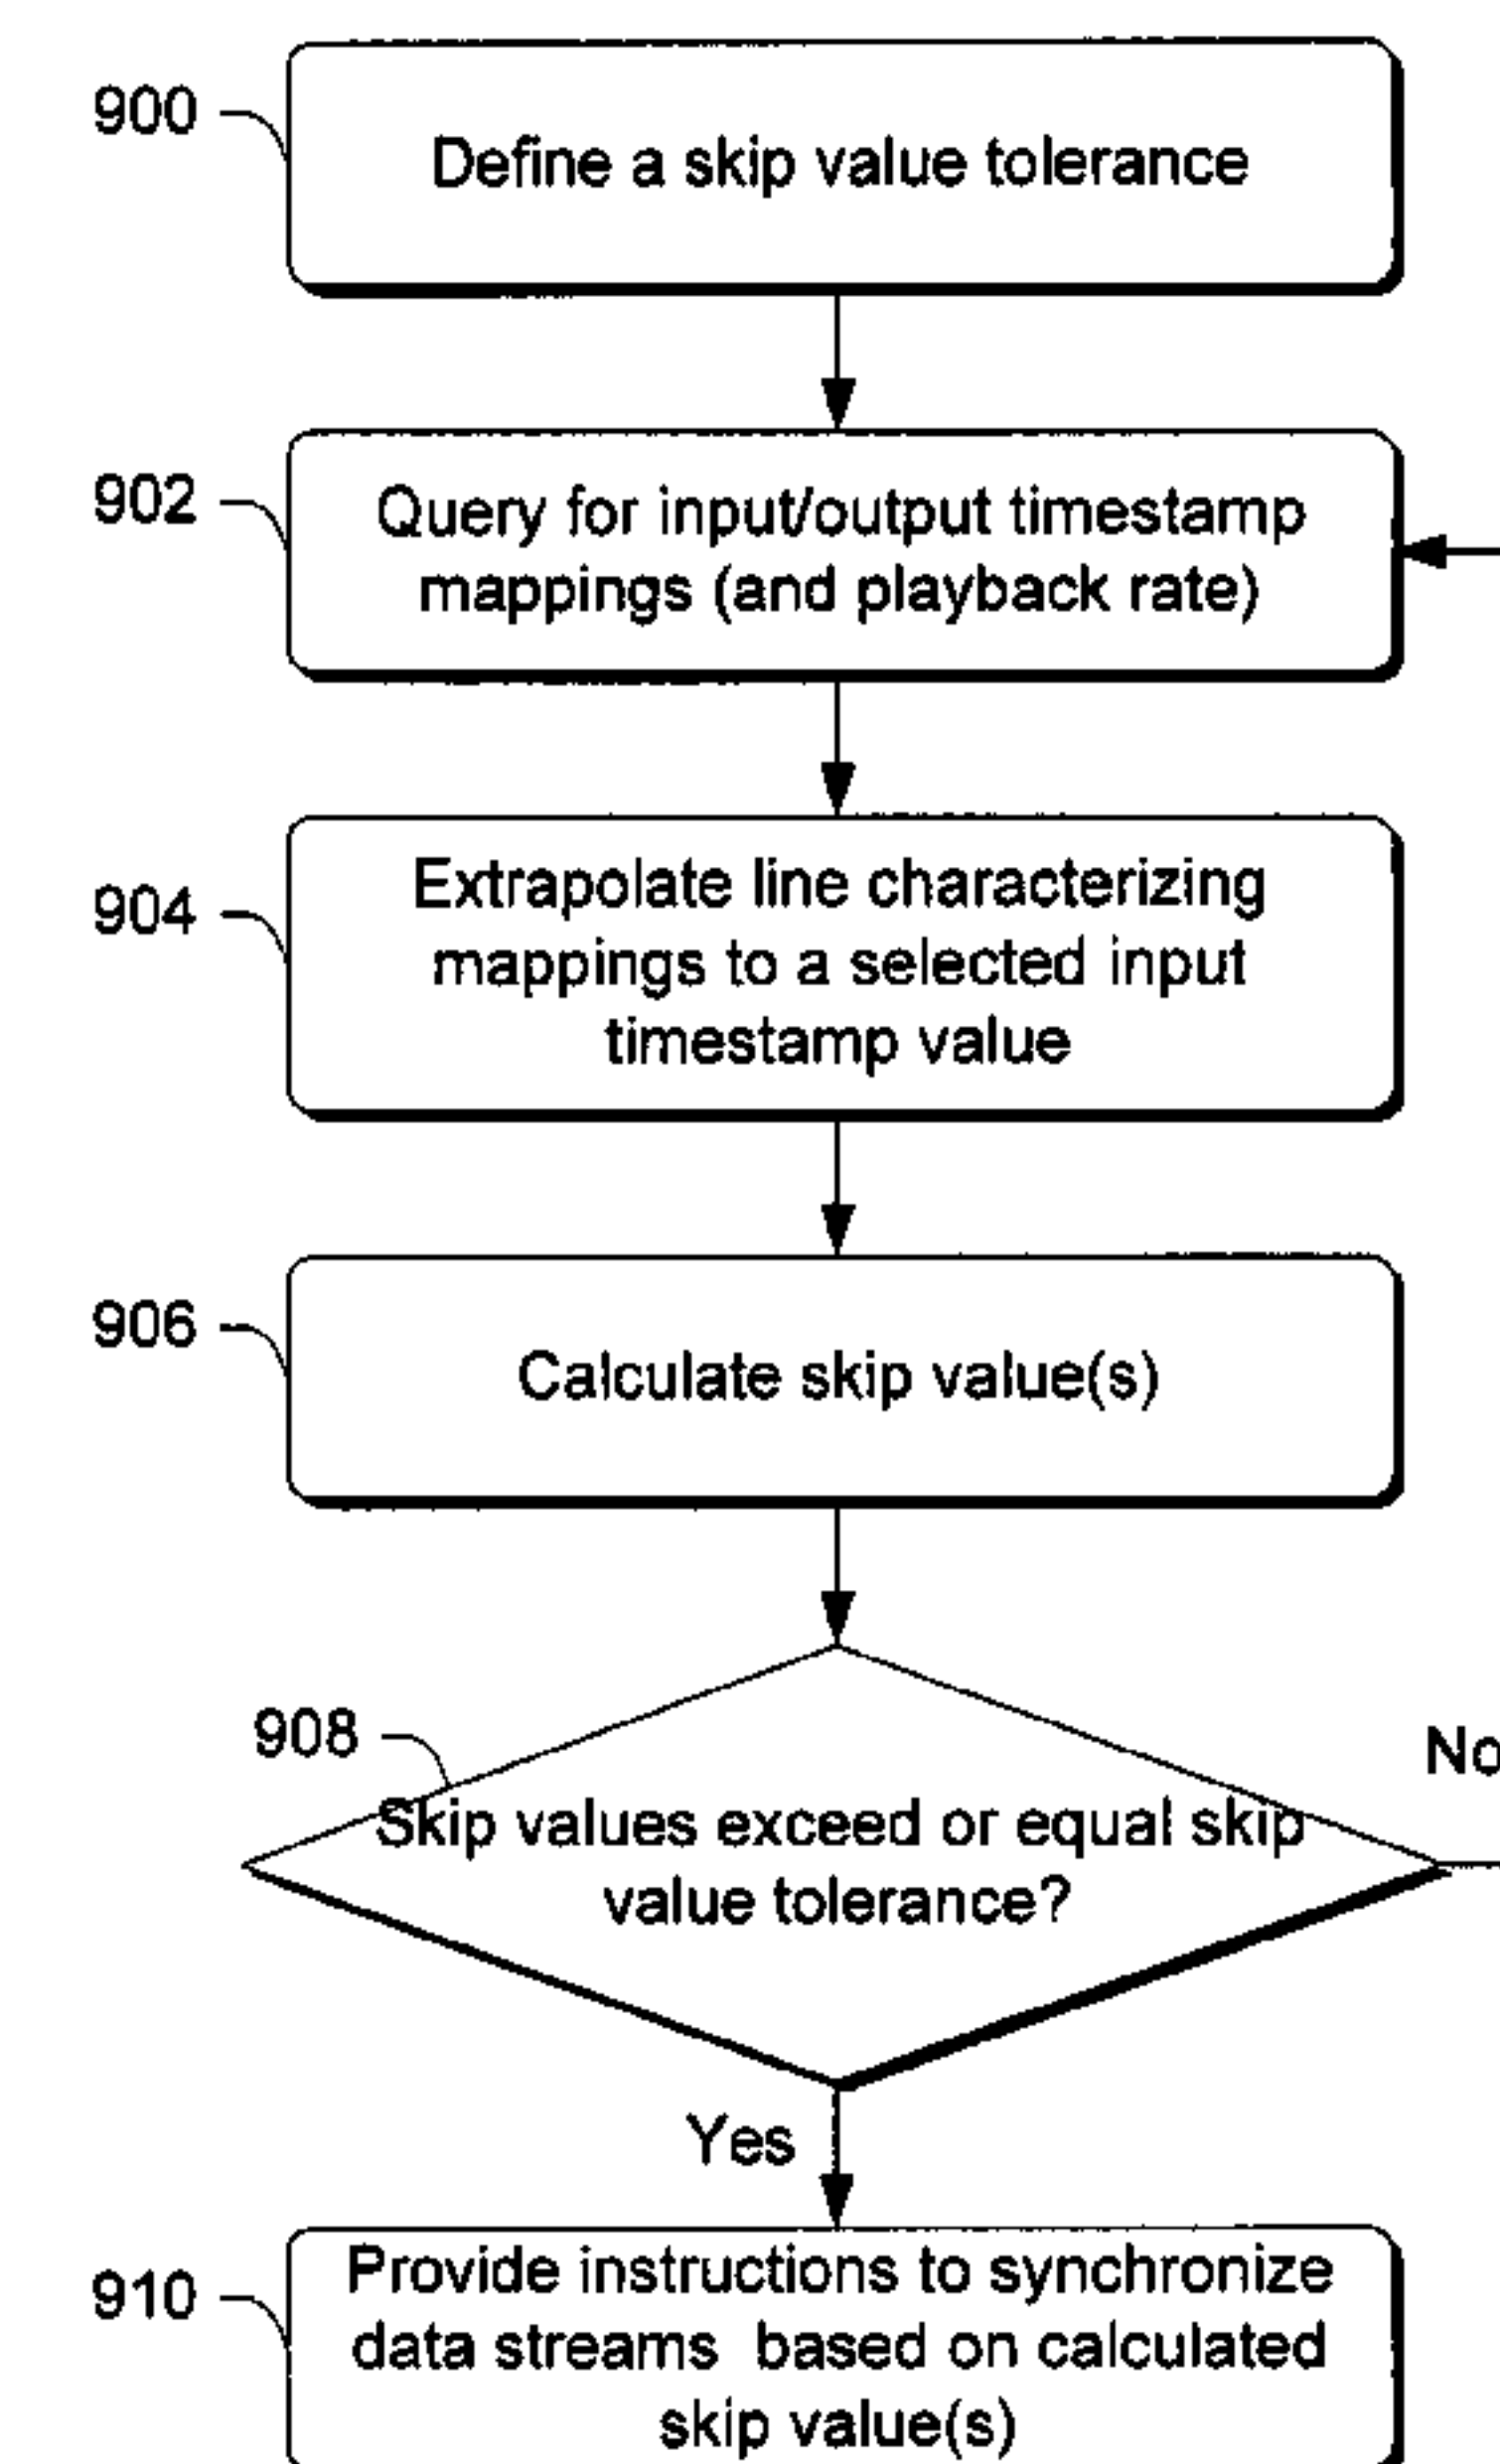 900
Define a skip value tolerance
902
Query for input/output timestamp
mappings (and playback rate)
904
Extrapolate line characterizing
mappings to a selected input
timestamp value
906
Calculate skip value(s)
908
No
Skip values exceed or equal skip
value tolerance?
Yes
910
Provide instructions to synchronize
data streams based on calculated
skip value(s)